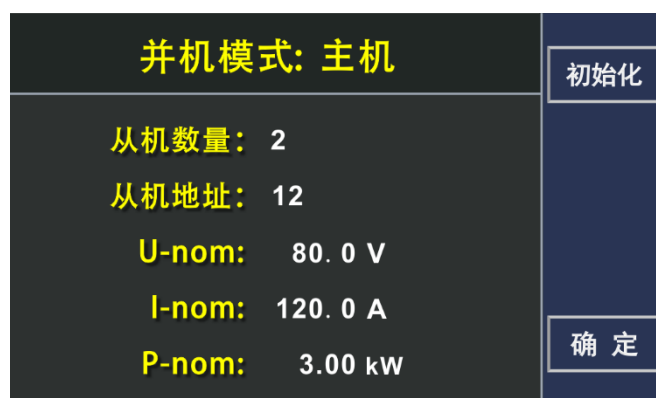 并机模式: 主机
初始化
从机数量: 2
从机地址: 12
U-nom: 80.0 V
I-nom: 120.0 A
P-nom: 3.00 kW
确 定